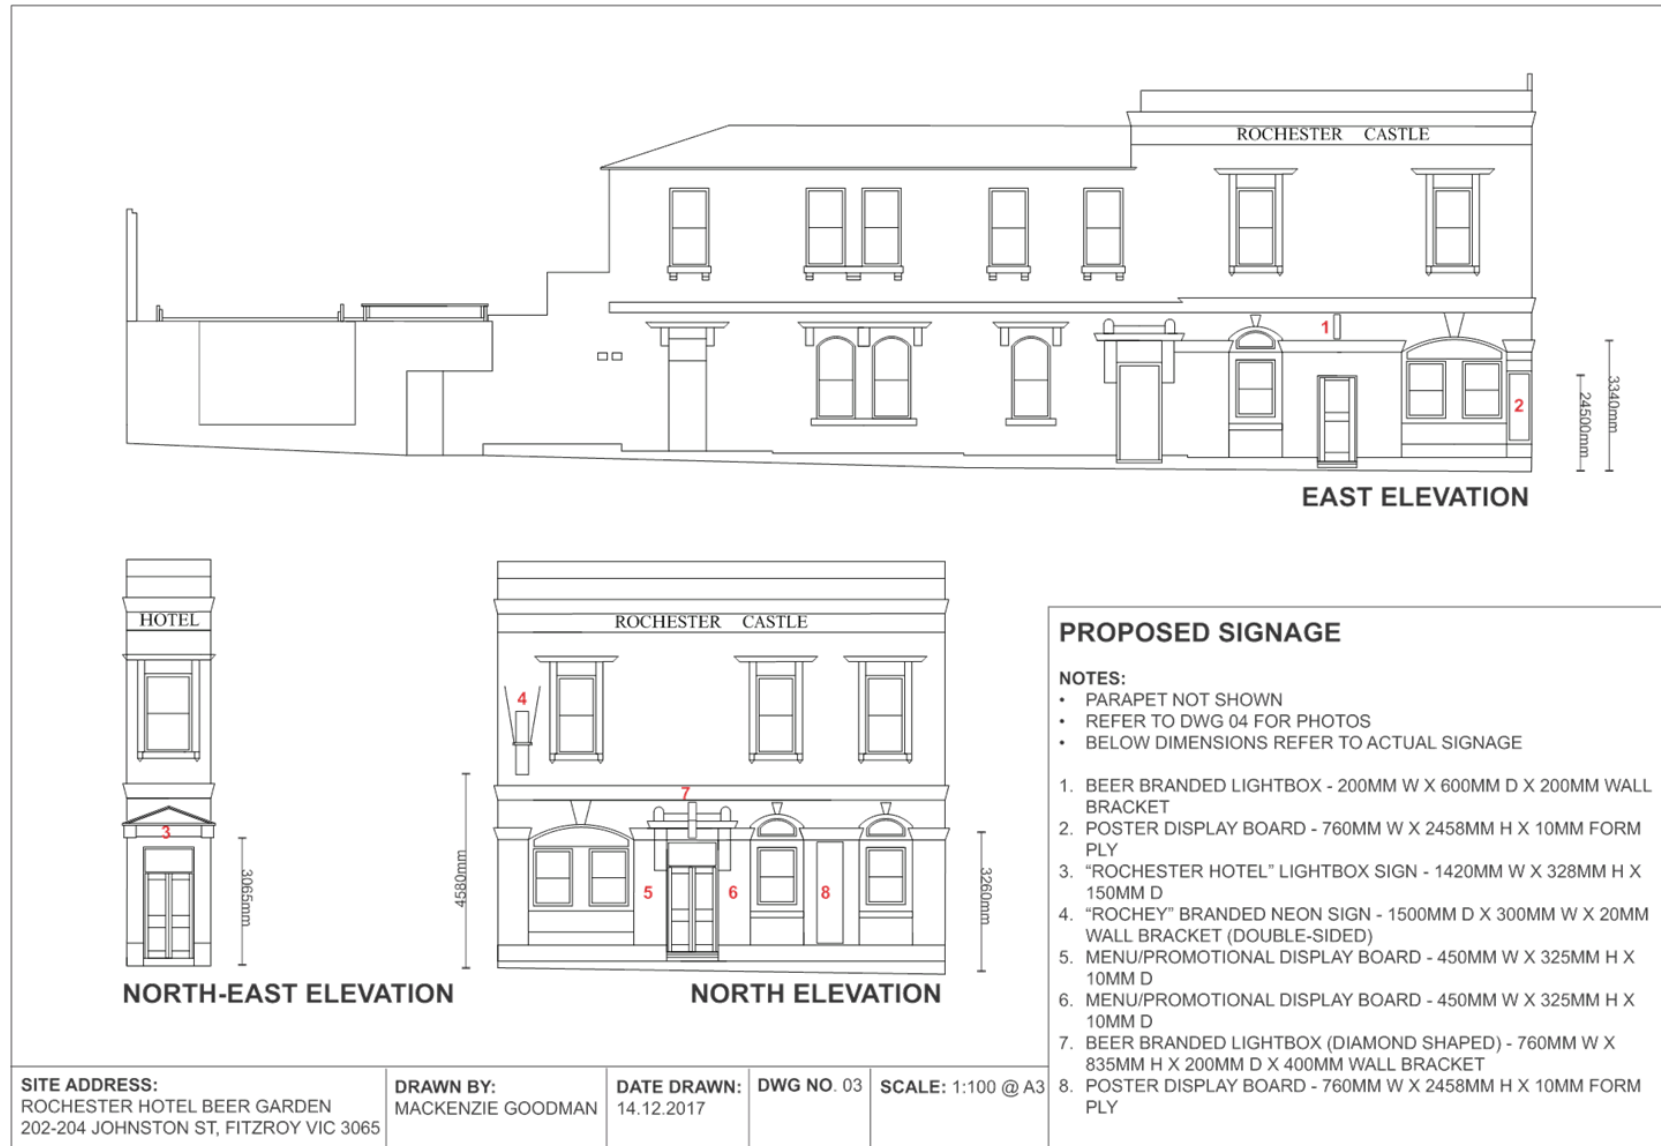 ROCHESTER CASTLE
1
2
24500mm
3340mm
EAST ELEVATION
HOTEL
3
3065mm
NORTH-EAST ELEVATION
ROCHESTER CASTLE
4
7
5
6
8
4580mm
3260mm
NORTH ELEVATION
PROPOSED SIGNAGE
NOTES:
• PARAPET NOT SHOWN
• REFER TO DWG 04 FOR PHOTOS
• BELOW DIMENSIONS REFER TO ACTUAL SIGNAGE
1. BEER BRANDED LIGHTBOX - 200MM W X 600MM D X 200MM WALL
BRACKET
2. POSTER DISPLAY BOARD - 760MM W X 2458MM H X 10MM FORM
PLY
3. “ROCHESTER HOTEL” LIGHTBOX SIGN - 1420MM W X 328MM H X
150MM D
4. “ROCHEY” BRANDED NEON SIGN - 1500MM D X 300MM W X 20MM
WALL BRACKET (DOUBLE-SIDED)
5. MENU/PROMOTIONAL DISPLAY BOARD - 450MM W X 325MM H X
10MM D
6. MENU/PROMOTIONAL DISPLAY BOARD - 450MM W X 325MM H X
10MM D
7. BEER BRANDED LIGHTBOX (DIAMOND SHAPED) - 760MM W X
835MM H X 200MM D X 400MM WALL BRACKET
8. POSTER DISPLAY BOARD - 760MM W X 2458MM H X 10MM FORM
PLY
SITE ADDRESS:
ROCHESTER HOTEL BEER GARDEN
202-204 JOHNSTON ST, FITZROY VIC 3065
DRAWN BY:
MACKENZIE GOODMAN
DATE DRAWN:
14.12.2017
DWG NO. 03
SCALE: 1:100 @ A3